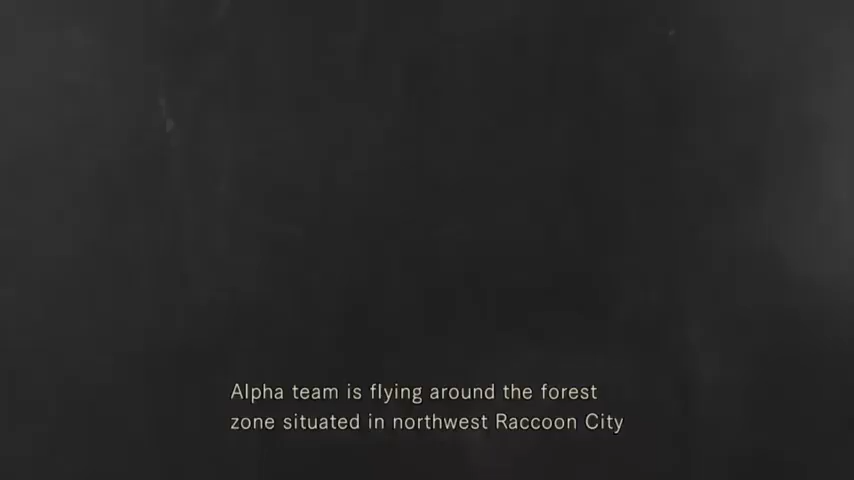 Alpha team is flying around the forest
zone situated in northwest Raccoon City